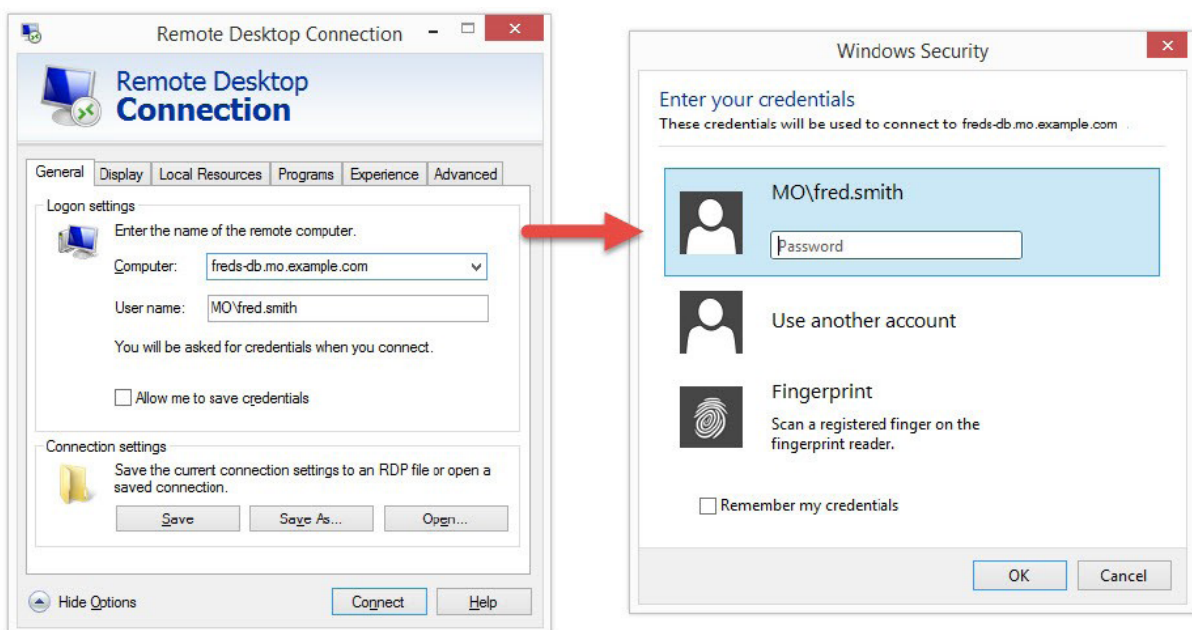 Remote Desktop Connection
Remote Desktop
Connection
General Display Local Resources Programs Experience Advanced
Logon settings
Enter the name of the remote computer.
Computer: freds-db.mo.example.com
User name: MO\fred.smith
You will be asked for credentials when you connect.
Allow me to save credentials
Connection settings
Save the current connection settings to an RDP file or open a
saved connection.
Save Save As... Open...
Hide Options Connect Help
Windows Security
Enter your credentials
These credentials will be used to connect to freds-db.mo.example.com .
MO\fred.smith
Password
Use another account
Fingerprint
Scan a registered finger on the
fingerprint reader.
Remember my credentials
OK Cancel